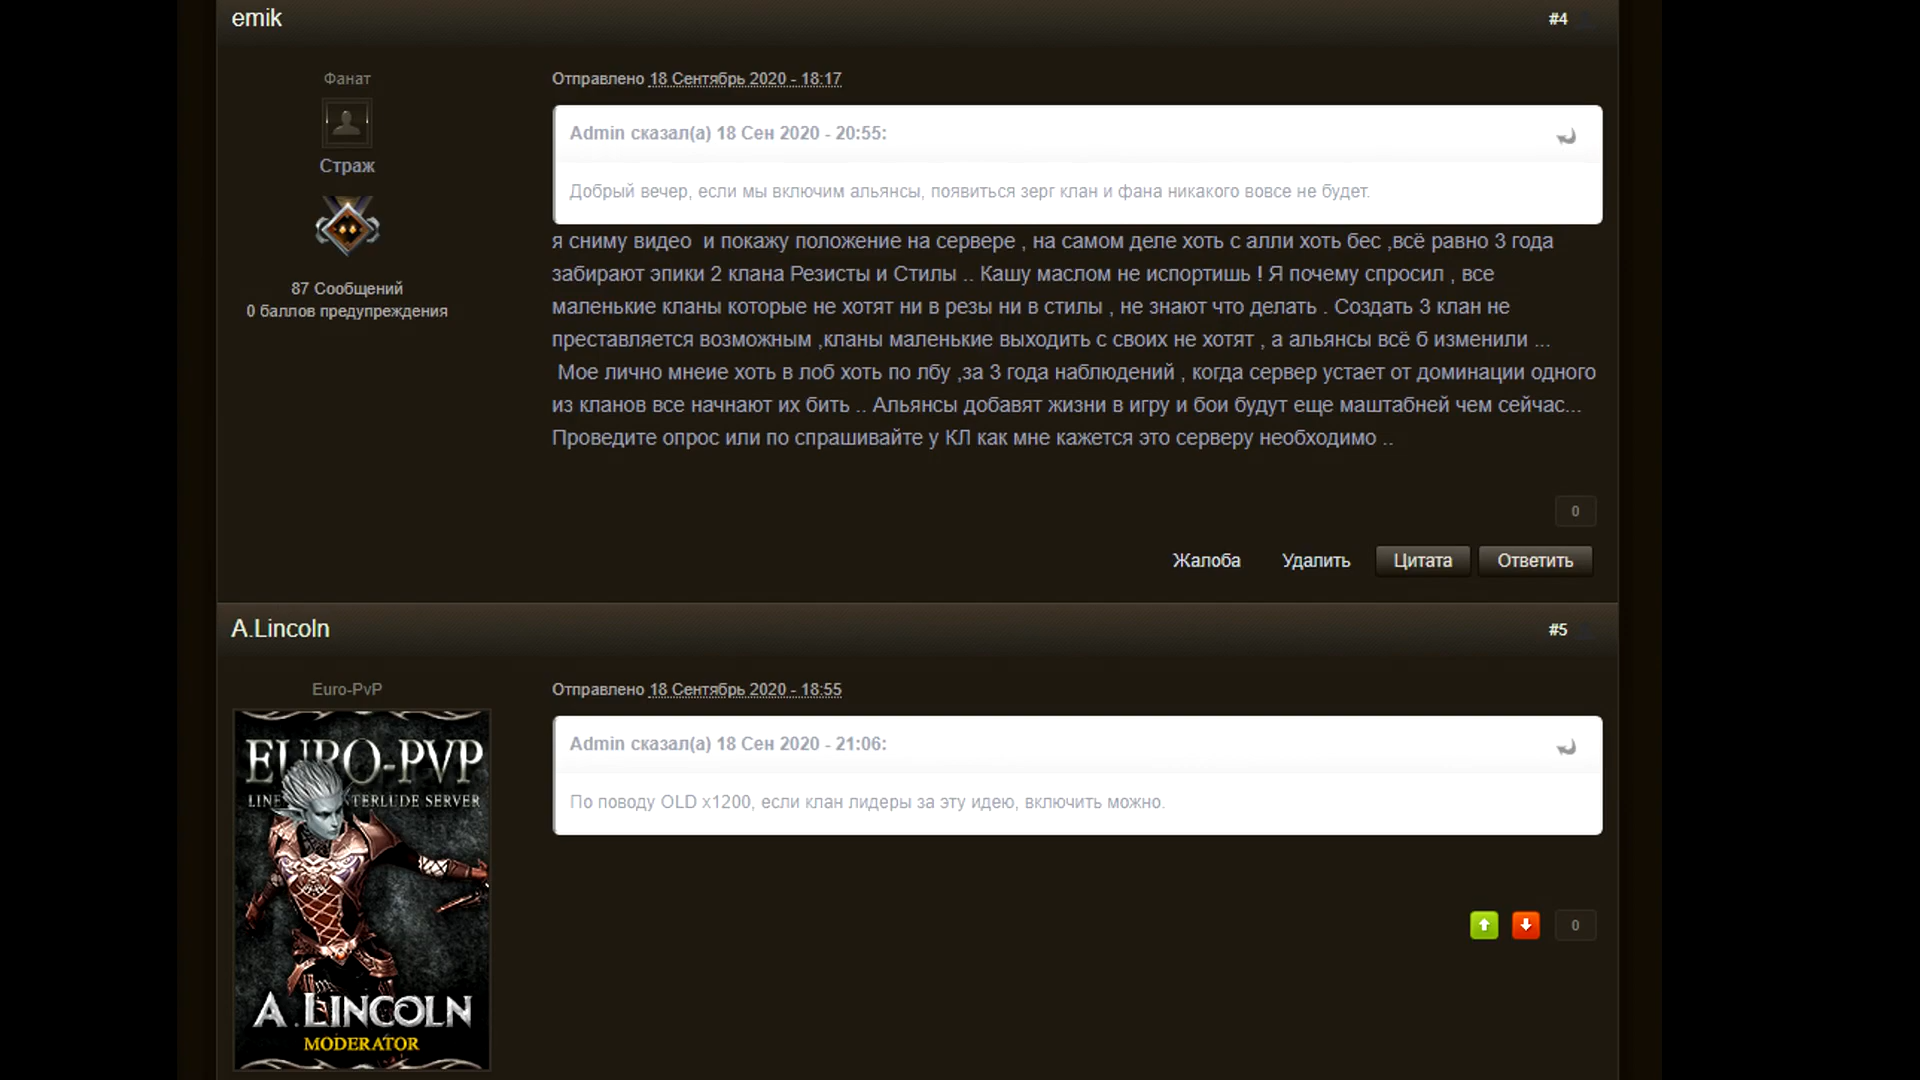 emik
#4
Фанат
Страж
87 Сообщений
0 баллов предупреждения
Отправлено 18 Сентябрь 2020 - 18:17
Admin сказал(а) 18 Сен 2020 - 20:55:
Добрый вечер, если мы включим альянсы, появиться зерг клан и фана никакого вовсе не будет.
я сниму видео  и покажу положение на сервере , на самом деле хоть с алли хоть бес ,всё равно 3 года
забирают эпики 2 клана Резисты и Стилы .. Кашу маслом не испортишь ! Я почему спросил , все
маленькие кланы которые не хотят ни в резы ни в стилы , не знают что делать . Создать 3 клан не
преставляется возможным ,кланы маленькие выходить с своих не хотят , а альянсы всё б изменили ...
Мое лично мнеие хоть в лоб хоть по лбу ,за 3 года наблюдений , когда сервер устает от доминации одного
из кланов все начнают их бить .. Альянсы добавят жизни в игру и бои будут еще маштабней чем сейчас...
Проведите опрос или по спрашивайте у КЛ как мне кажется это серверу необходимо ..
0
Жалоба Удалить Цитата Ответить
A.Lincoln
#5
Euro-PvP
EURO-PVP
A.LINCOLN
MODERATOR
Отправлено 18 Сентябрь 2020 - 18:55
Admin сказал(а) 18 Сен 2020 - 21:06:
По поводу OLD x1200, если клан лидеры за эту идею, включить можно.
0